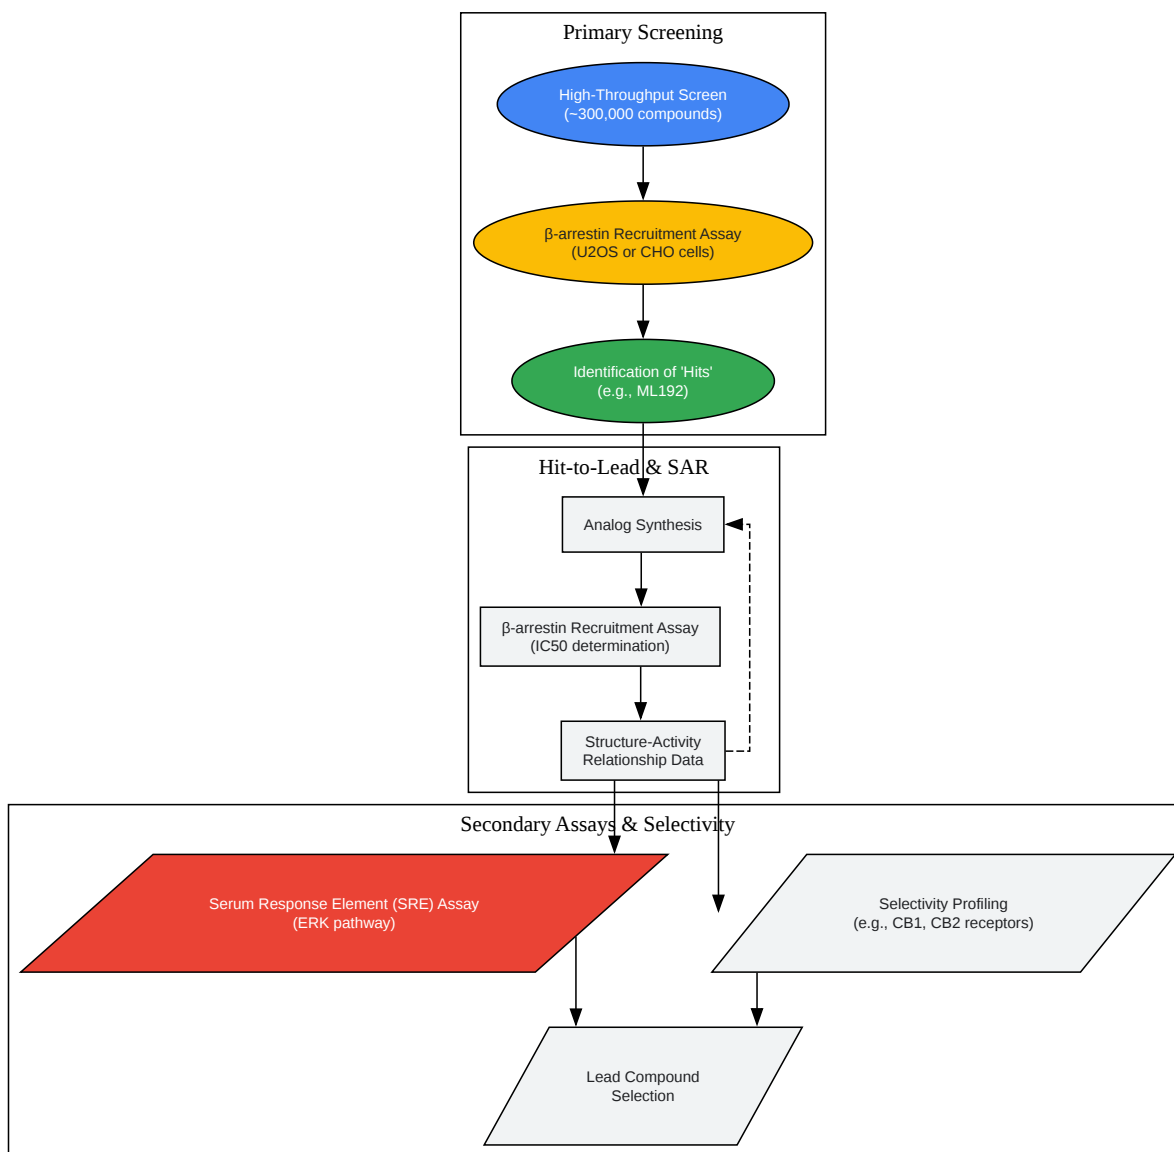 Primary Screening
High-Throughput Screen
(~300,000 compounds)
β-arrestin Recruitment Assay
(U2OS or CHO cells)
Identification of 'Hits'
(e.g., ML192)
Hit-to-Lead & SAR
Analog Synthesis
β-arrestin Recruitment Assay
(IC50 determination)
Structure-Activity
Relationship Data
Secondary Assays & Selectivity
Serum Response Element (SRE) Assay
(ERK pathway)
Selectivity Profiling
(e.g., CB1, CB2 receptors)
Lead Compound
Selection